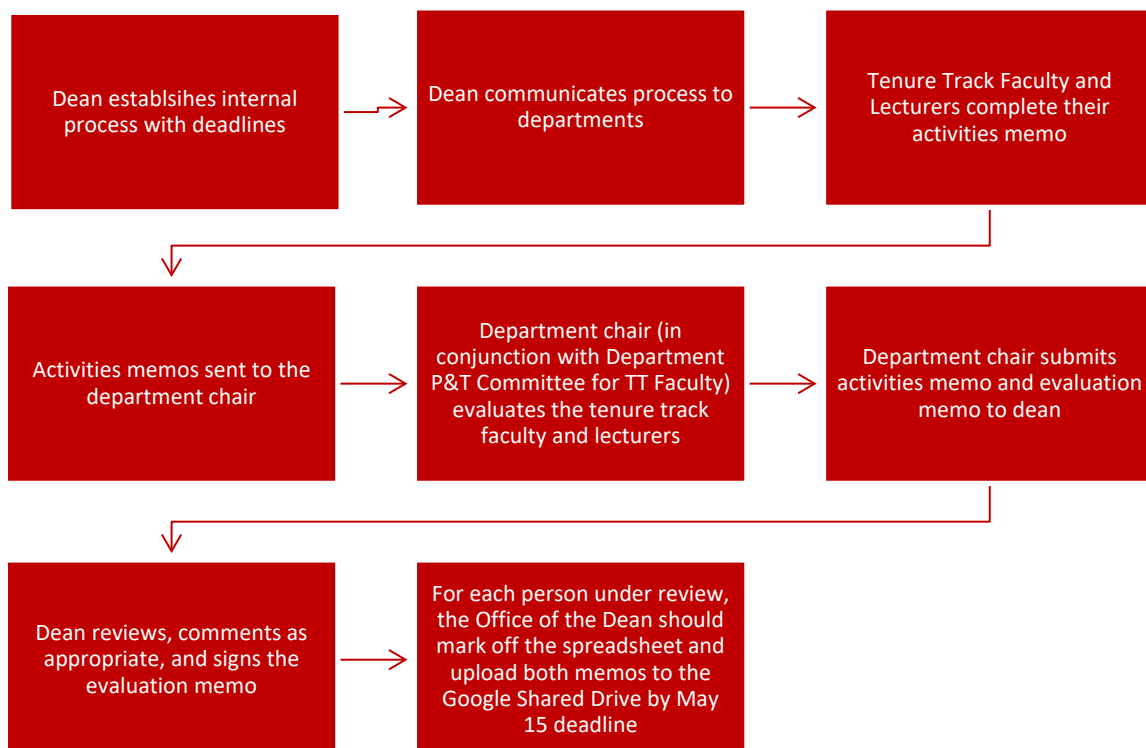 Dean establsihes internal
process with deadlines
Dean communicates process to
departments
Tenure Track Faculty and
Lecturers complete their
activities memo
Activities memos sent to the
department chair
Department chair (in
conjunction with Department
P&T Committee for TT Faculty)
evaluates the tenure track
faculty and lecturers
Department chair submits
activities memo and evaluation
memo to dean
Dean reviews, comments as
appropriate, and signs the
evaluation memo
For each person under review,
the Office of the Dean should
mark off the spreadsheet and
upload both memos to the
Google Shared Drive by May
15 deadline